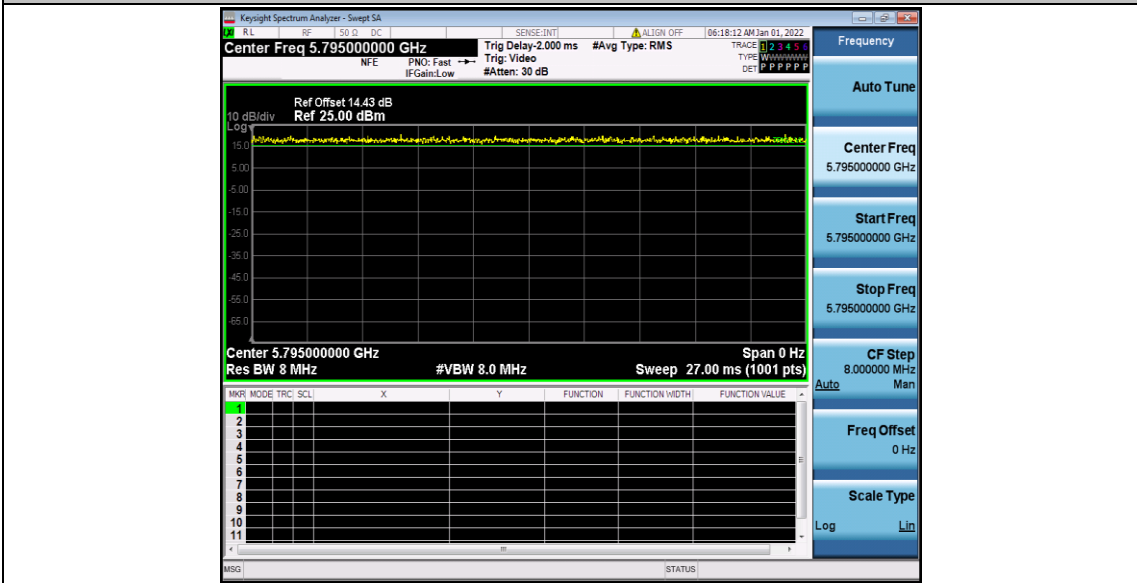 Keysight Spectrum Analyzer - Swept SA
RL RF 50 Ω DC SENSE:INT ALIGN OFF 06:18:12 AM Jan 01, 2022
Center Freq 5.795000000 GHz Trig Delay-2.000 ms #Avg Type: RMS TRACE 1 2 3 4 5 6
NFE PNO: Fast Trig: Video TYPE WWWWWW
IFGain:Low #Atten: 30 dB DET P P P P P P
Ref Offset 14.43 dB
10 dB/div Ref 25.00 dBm
Log
15.0
5.00
-5.00
-15.0
-25.0
-35.0
-45.0
-55.0
-65.0
Center 5.795000000 GHz Span 0 Hz
Res BW 8 MHz #VBW 8.0 MHz Sweep 27.00 ms (1001 pts)
MKR MODE TRC SCL X Y FUNCTION FUNCTION WIDTH FUNCTION VALUE
1
2
3
4
5
6
7
8
9
10
11
MSG STATUS
Frequency
Auto Tune
Center Freq
5.795000000 GHz
Start Freq
5.795000000 GHz
Stop Freq
5.795000000 GHz
CF Step
8.000000 MHz
Auto Man
Freq Offset
0 Hz
Scale Type
Log Lin